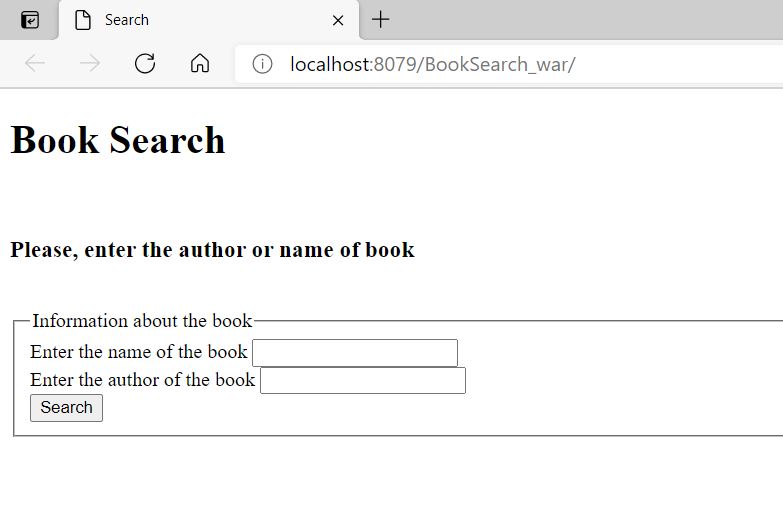 Search
localhost:8079/BookSearch_war/
Book Search
Please, enter the author or name of book
Information about the book
Enter the name of the book
Enter the author of the book
Search